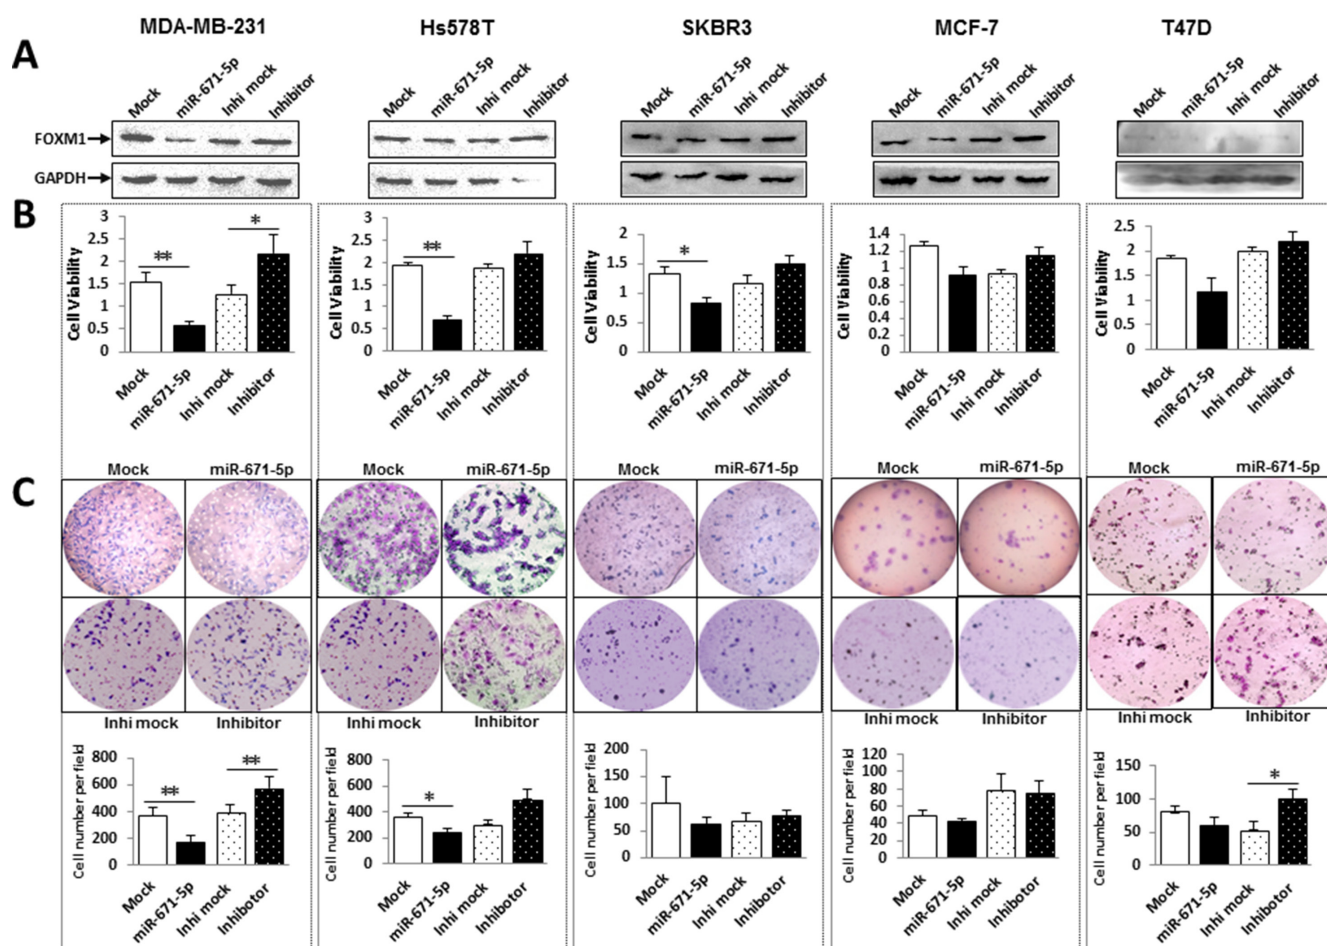 MDA-MB-231 Hs578T SKBR3 MCF-7 T47D
A
Mock miR-671-5p Inhi mock Inhibitor Mock miR-671-5p Inhi mock Inhibitor Mock miR-671-5p Inhi mock Inhibitor Mock miR-671-5p Inhi mock Inhibitor Mock miR-671-5p Inhi mock Inhibitor
FOXM1
GAPDH
B
Cell Viability 3 2.5 2 1.5 1 0.5 0 ** *
Mock miR-671-5p Inhi mock Inhibitor
Cell Viability 2.5 2 1.5 1 0.5 0 **
Mock miR-671-5p Inhi mock Inhibitor
Cell Viability 2 1.5 1 0.5 0 *
Mock miR-671-5p Inhi mock Inhibitor
Cell Viability 1.4 1.2 1 0.8 0.6 0.4 0.2 0
Mock miR-671-5p Inhi mock Inhibitor
Cell Viability 2.5 2 1.5 1 0.5 0
Mock miR-671-5p Inhi mock Inhibitor
C
Mock miR-671-5p Mock miR-671-5p Mock miR-671-5p Mock miR-671-5p Mock miR-671-5p
Inhi mock Inhibitor Inhi mock Inhibitor Inhi mock Inhibitor Inhi mock Inhibitor Inhi mock Inhibitor
Cell number per field 800 600 400 200 0 ** **
Mock miR-671-5p Inhi mock Inhibotor
Cell number per field 800 600 400 200 0 *
Mock miR-671-5p Inhi mock Inhibotor
Cell number per field 200 150 100 50 0
Mock miR-671-5p Inhi mock Inhibotor
Cell number per field 120 100 80 60 40 20 0
Mock miR-671-5p Inhi mock Inhibotor
Cell number per field 150 100 50 0 *
Mock miR-671-5p Inhi mock Inhibotor